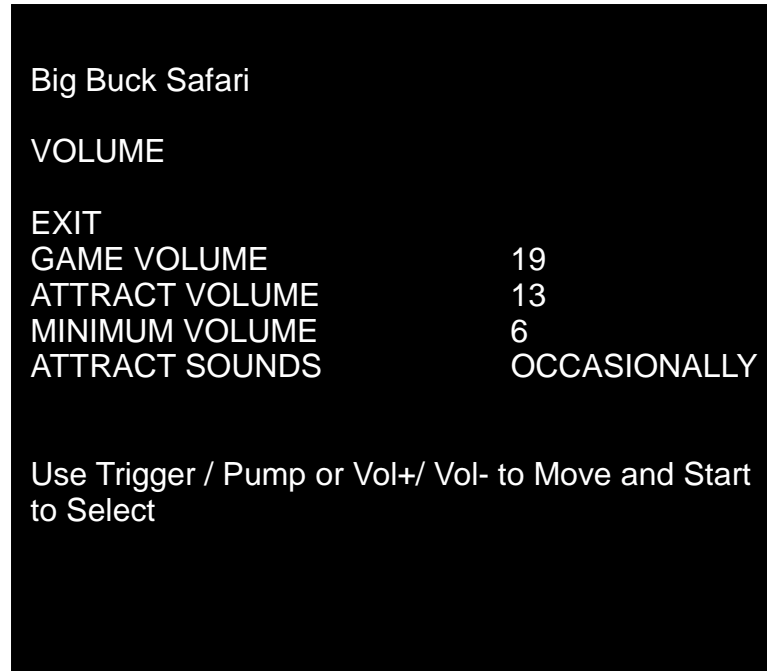 Big Buck Safari
VOLUME
EXIT
GAME VOLUME 19
ATTRACT VOLUME 13
MINIMUM VOLUME 6
ATTRACT SOUNDS OCCASIONALLY
Use Trigger / Pump or Vol+/ Vol- to Move and Start
to Select